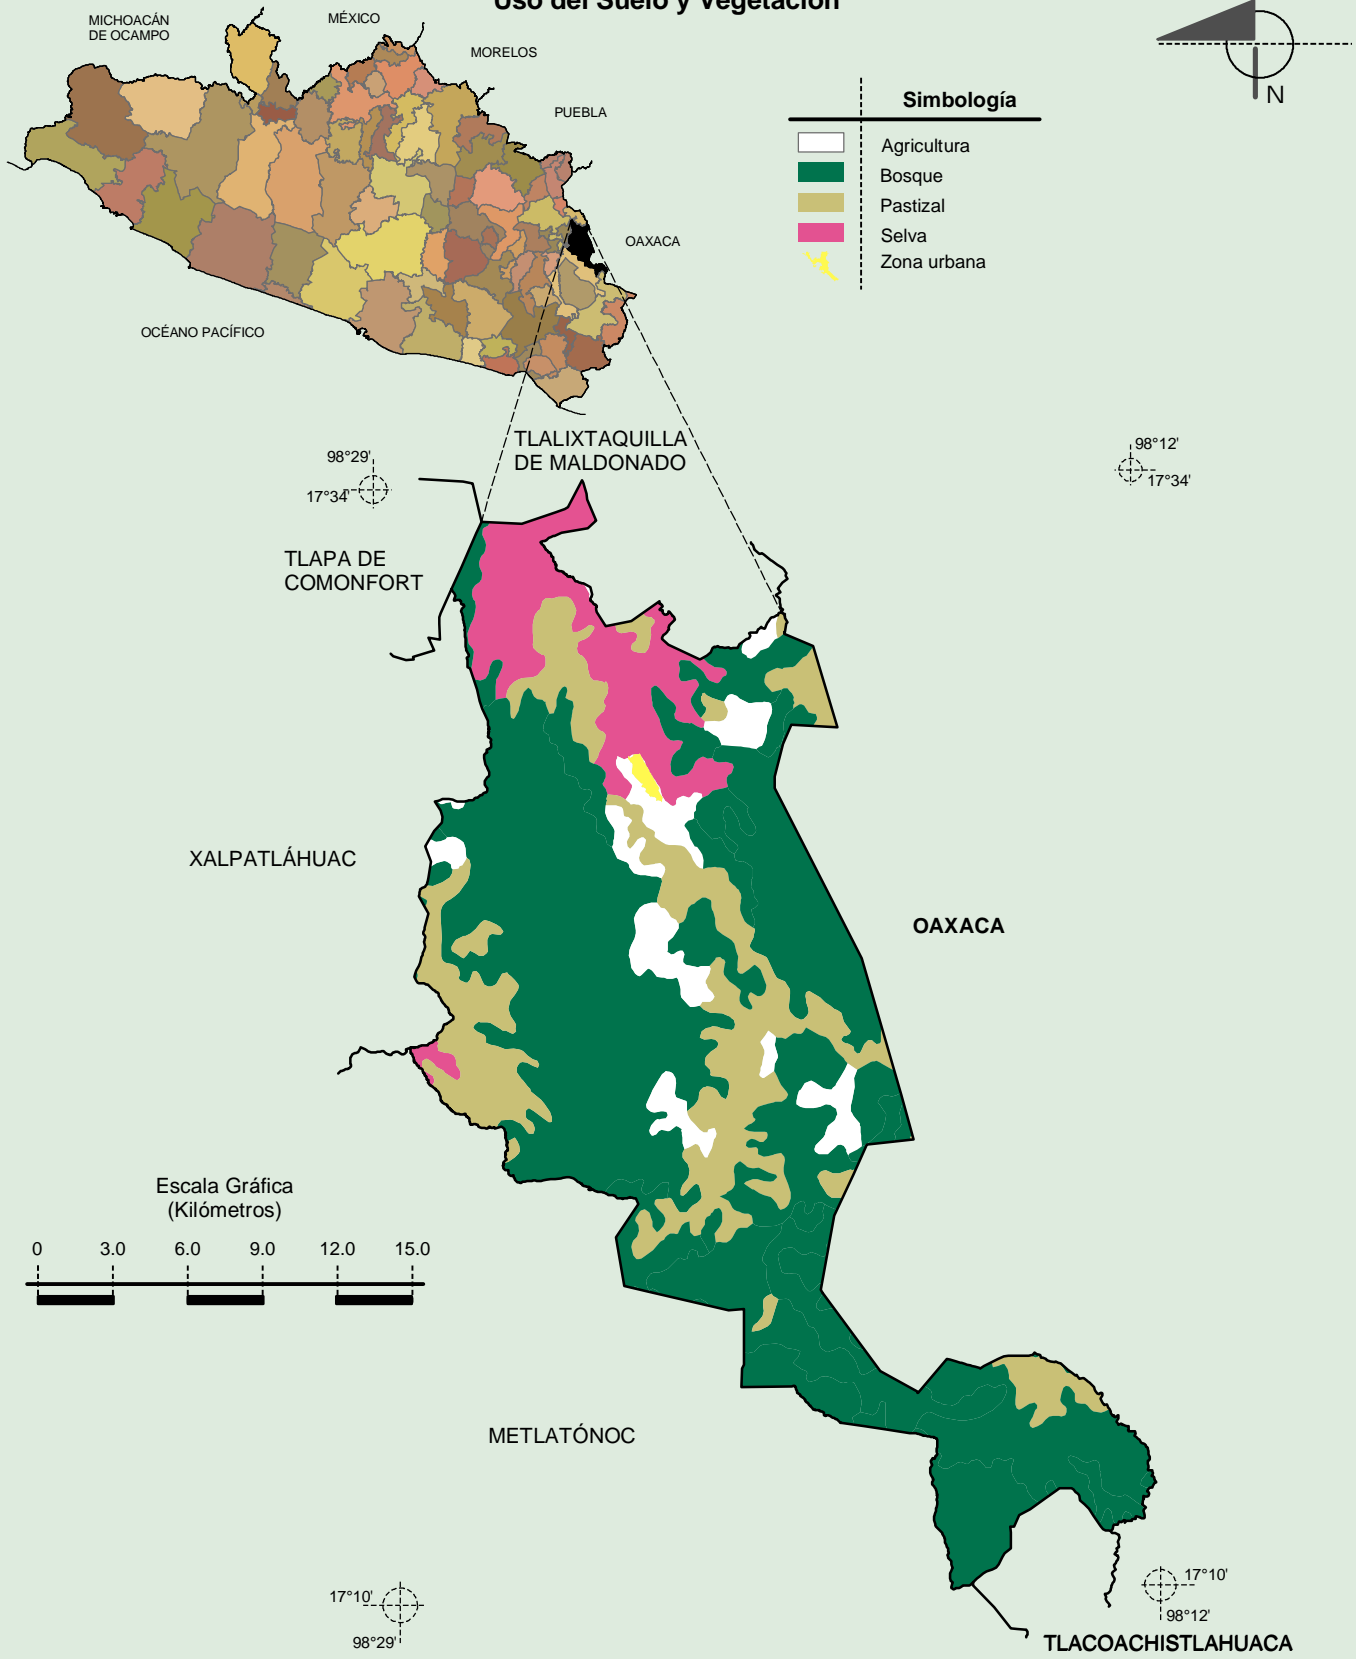 Uso del Suelo y Vegetación
MICHOACÁN
DE OCAMPO
MÉXICO
MORELOS
PUEBLA
OAXACA
OCÉANO PACÍFICO
N
Simbología
Agricultura
Bosque
Pastizal
Selva
Zona urbana
TLALIXTAQUILLA
DE MALDONADO
98°29'
17°34'
98°12'
17°34'
TLAPA DE
COMONFORT
XALPATLÁHUAC
OAXACA
Escala Gráfica
(Kilómetros)
0 3.0 6.0 9.0 12.0 15.0
METLATÓNOC
17°10'
98°29'
17°10'
98°12'
TLACOACHISTLAHUACA